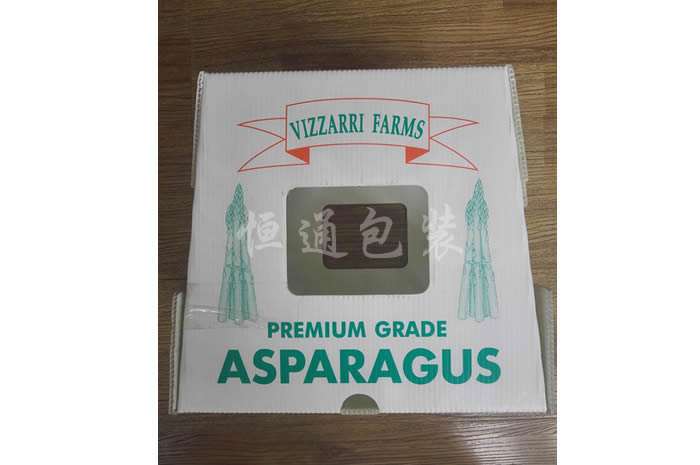 VIZZARRI FARMS
恒通包装
PREMIUM GRADE
ASPARAGUS